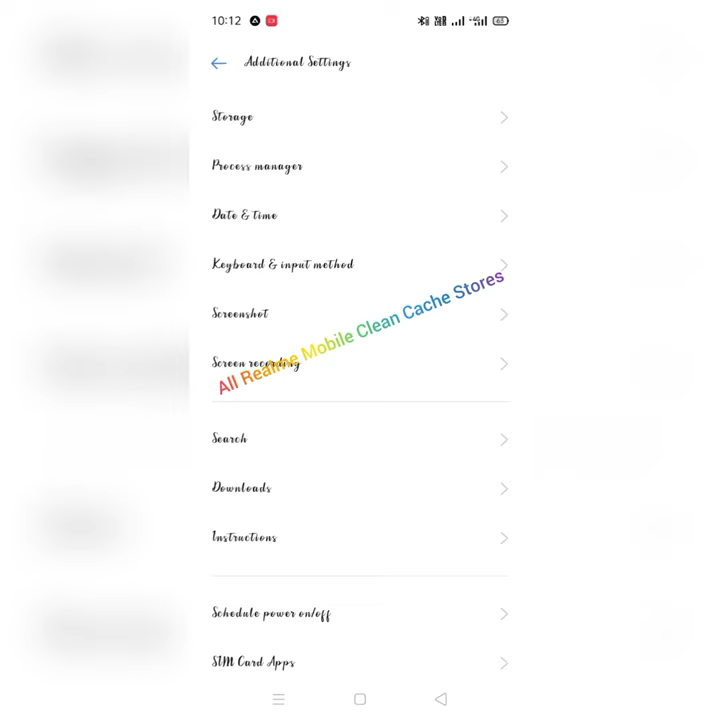 10:12
Additional Settings
Storage
Process manager
Date & time
Keyboard & input method
Screenshot
All Realme Mobile Clean Cache Stores
Screen recording
Search
Downloads
Instructions
Schedule power on/off
SIM Card Apps